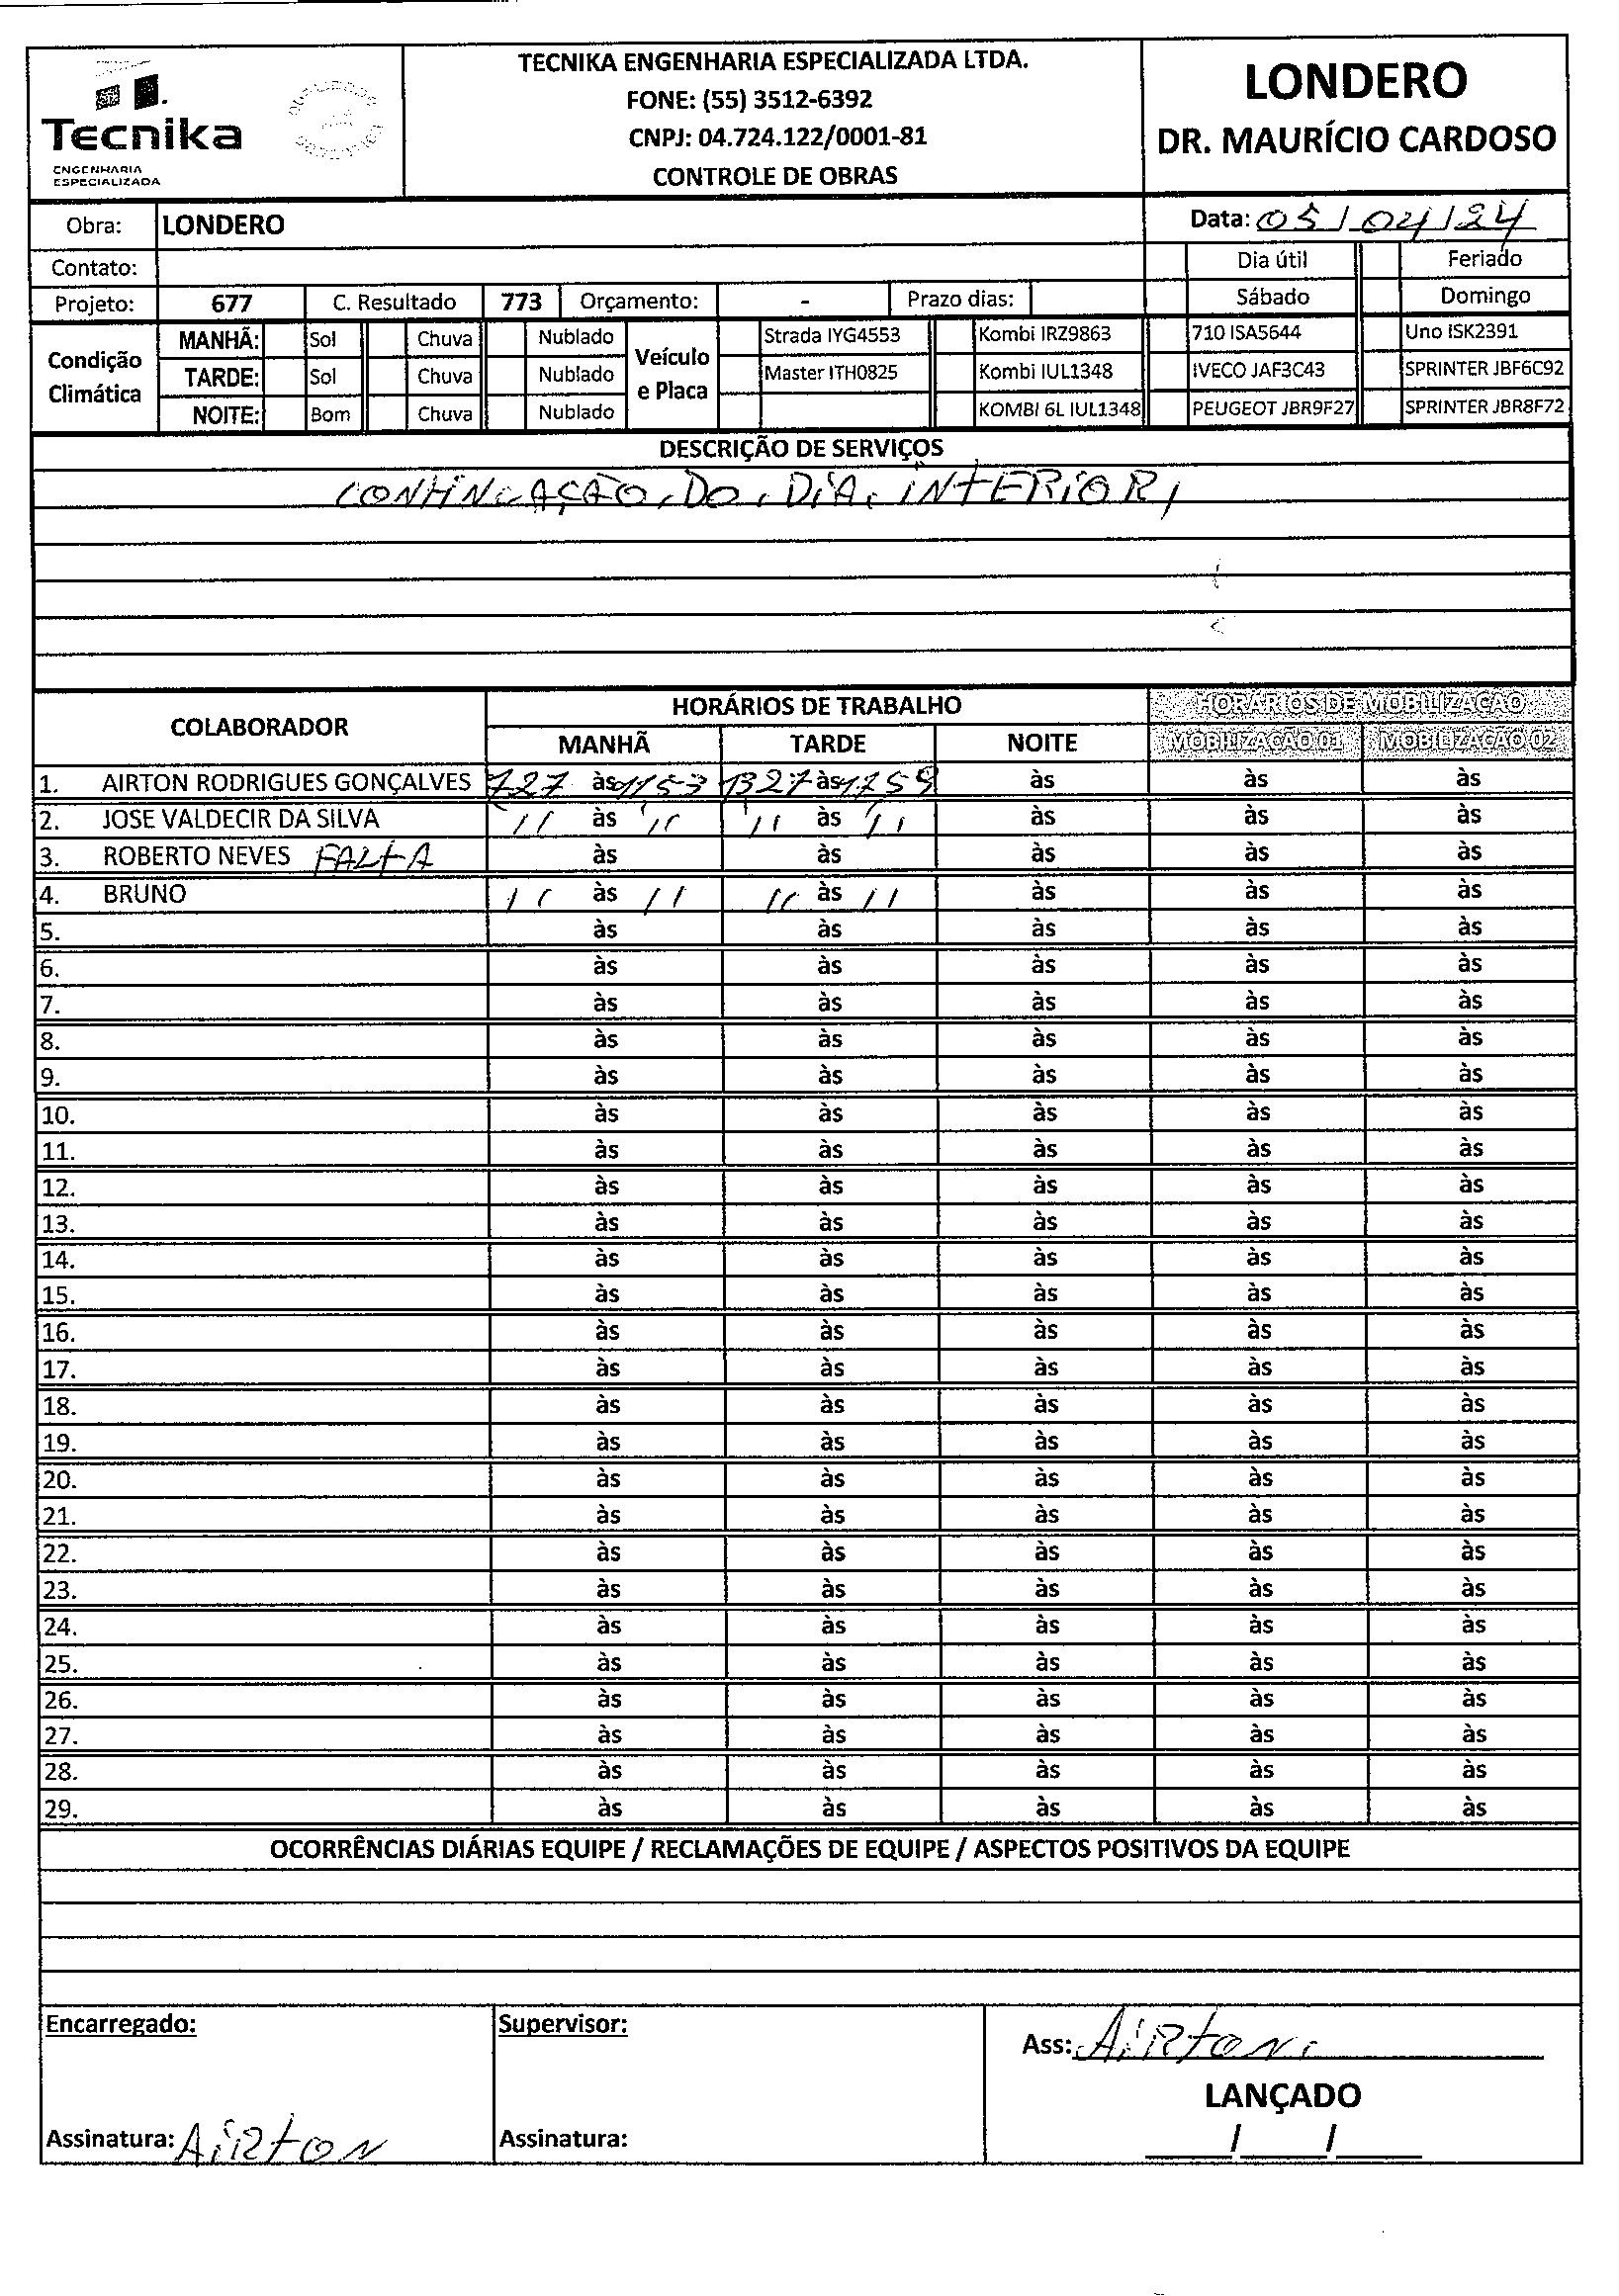 Tecnika
ENGENHARIA
ESPECIALIZADA
TECNIKA ENGENHARIA ESPECIALIZADA LTDA.
FONE: (55) 3512-6392
CNPJ: 04.724.122/0001-81
CONTROLE DE OBRAS
LONDERO
DR. MAURÍCIO CARDOSO
Obra: LONDERO
Data: 05/04/24
Contato:
Dia útil Feriado
Projeto: 677 C. Resultado 773 Orçamento: - Prazo dias: Sábado Domingo
Condição Climática
MANHÃ: Sol Chuva Nublado
TARDE: Sol Chuva Nublado
NOITE: Bom Chuva Nublado
Veículo e Placa
Strada IYG4553 Kombi IRZ9863 710 ISA5644 Uno ISK2391
Master ITH0825 Kombi IUL1348 IVECO JAF3C43 SPRINTER JBF6C92
KOMBI 6L IUL1348 PEUGEOT JBR9F27 SPRINTER JBR8F72
DESCRIÇÃO DE SERVIÇOS
CONTINUAÇÃO. DO. DIA. INTERIOR,
COLABORADOR HORÁRIOS DE TRABALHO HORÁRIOS DE MOBILIZAÇÃO
MANHÃ TARDE NOITE MOBILIZAÇÃO 01 MOBILIZAÇÃO 02
1. AIRTON RODRIGUES GONÇALVES 727 às 1153 1327 às 1759 às às às
2. JOSE VALDECIR DA SILVA '' às '' '' às '' às às às
3. ROBERTO NEVES FALTA às às às às às
4. BRUNO '' às '' '' às '' às às às
5. às às às às às
6. às às às às às
7. às às às às às
8. às às às às às
9. às às às às às
10. às às às às às
11. às às às às às
12. às às às às às
13. às às às às às
14. às às às às às
15. às às às às às
16. às às às às às
17. às às às às às
18. às às às às às
19. às às às às às
20. às às às às às
21. às às às às às
22. às às às às às
23. às às às às às
24. às às às às às
25. às às às às às
26. às às às às às
27. às às às às às
28. às às às às às
29. às às às às às
OCORRÊNCIAS DIÁRIAS EQUIPE / RECLAMAÇÕES DE EQUIPE / ASPECTOS POSITIVOS DA EQUIPE
Encarregado:
Assinatura: AiRTON
Supervisor:
Assinatura:
Ass: AiRTON.
LANÇADO
/ /